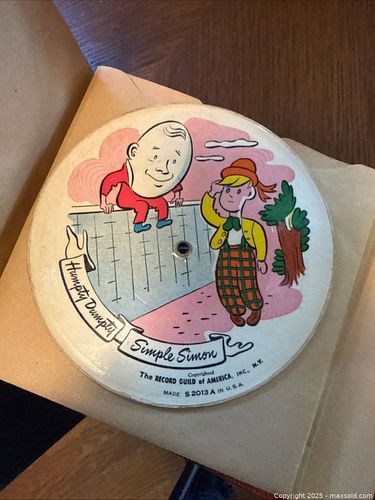 Humpty Dumpty
Simple Simon
Copyrighted
The RECORD GUILD of AMERICA, INC., N.Y.
MADE S 2013 A IN U.S.A.
Copyright 2025 - maxsold.com